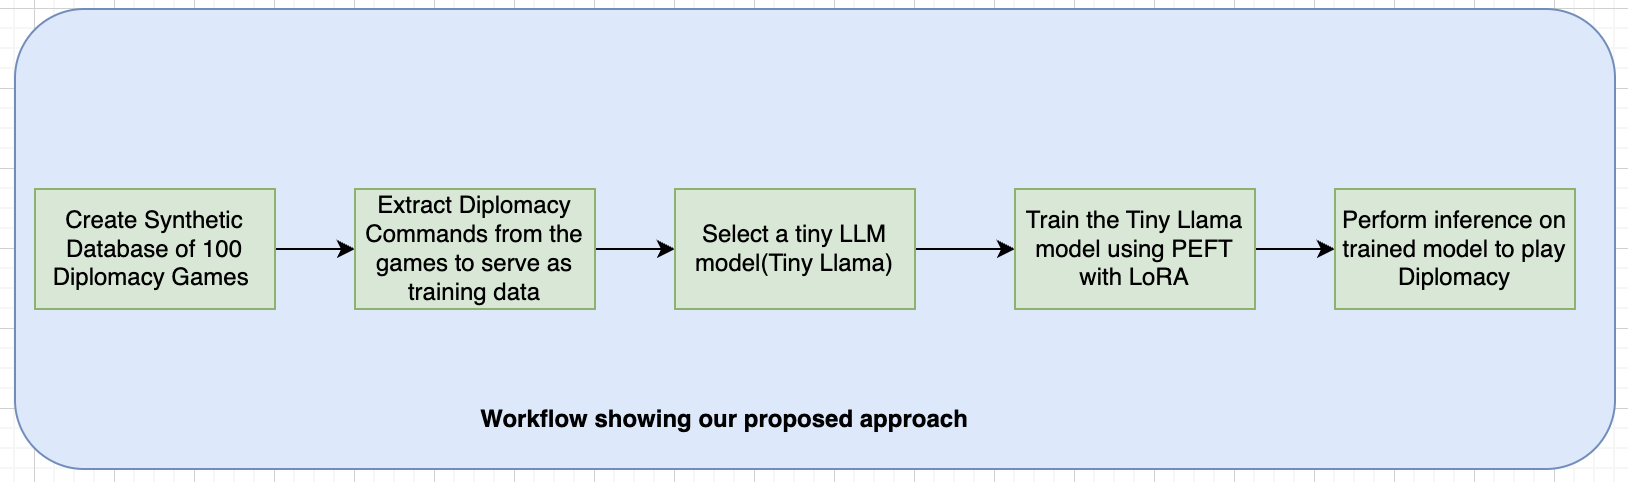 Create Synthetic
Database of 100
Diplomacy Games
Extract Diplomacy
Commands from the
games to serve as
training data
Select a tiny LLM
model(Tiny Llama)
Train the Tiny Llama
model using PEFT
with LoRA
Perform inference on
trained model to play
Diplomacy
Workflow showing our proposed approach